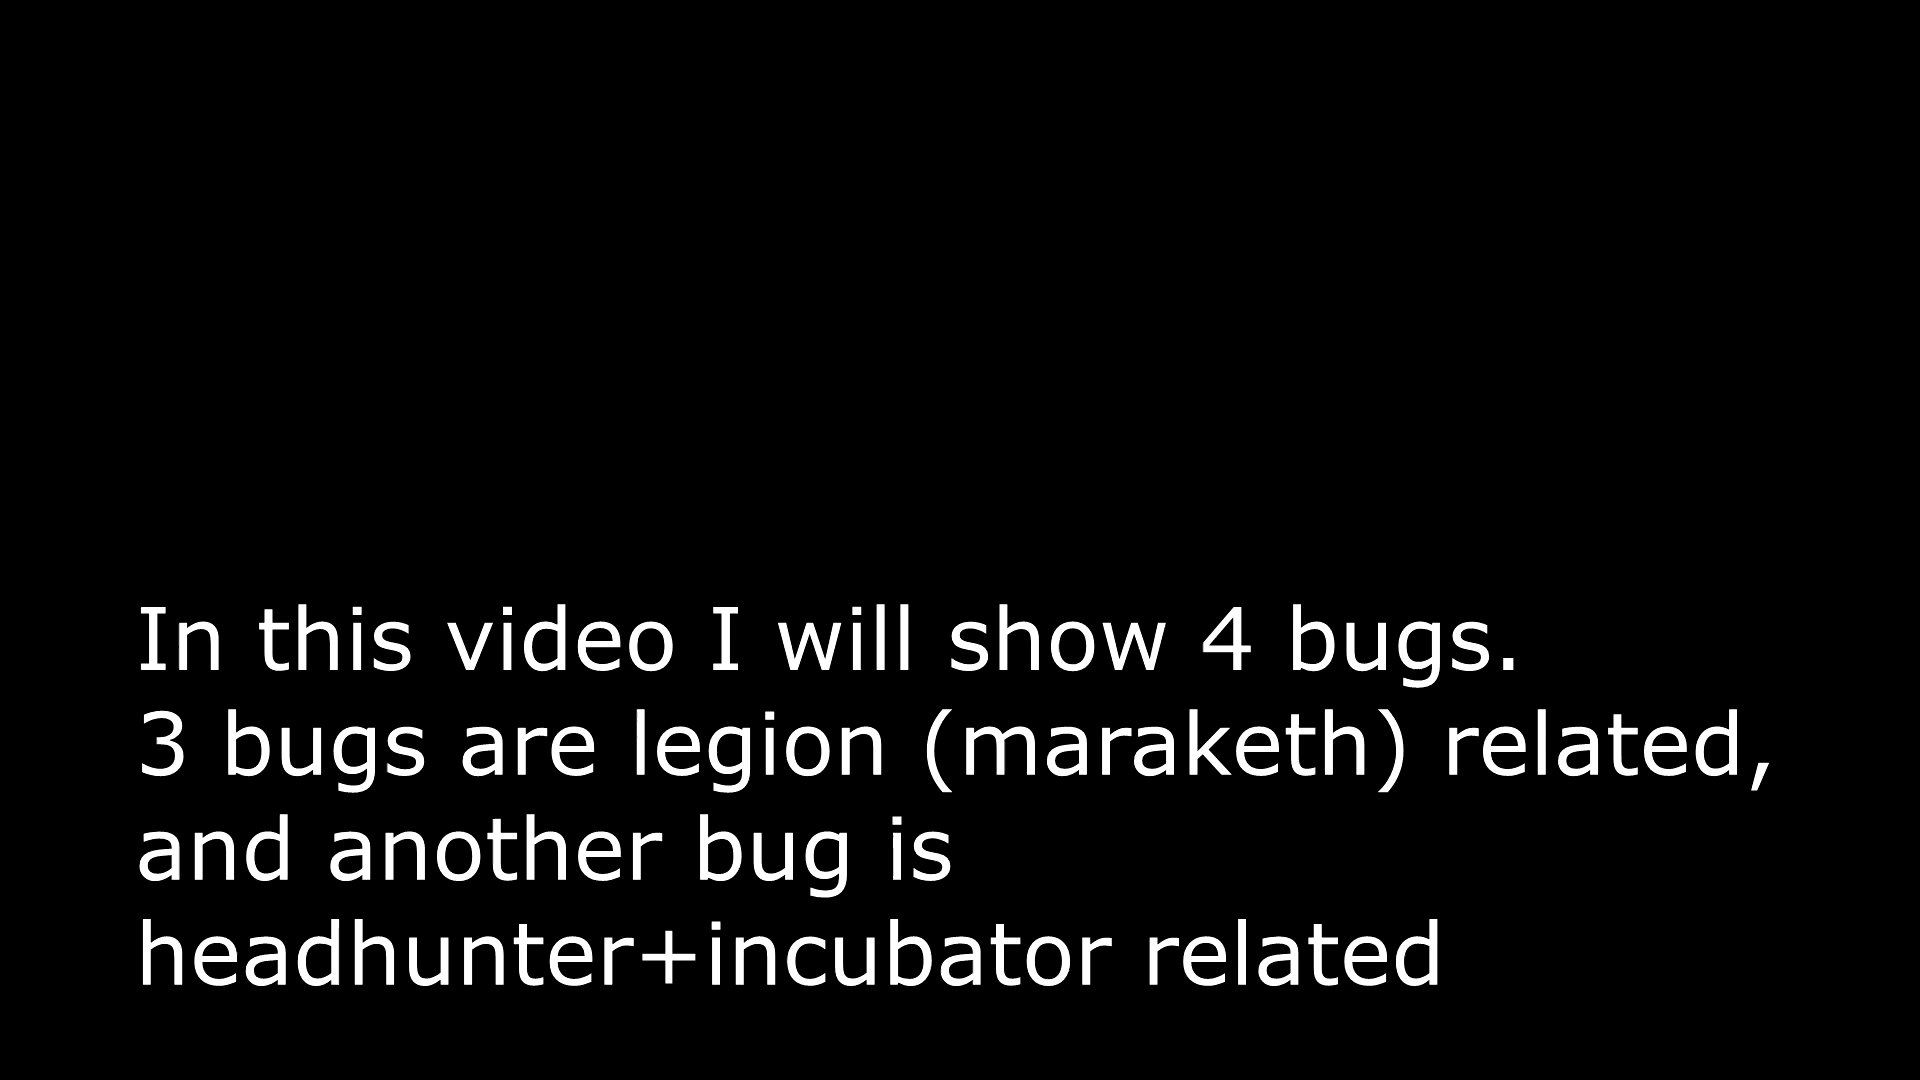 In this video I will show 4 bugs.
3 bugs are legion (maraketh) related,
and another bug is
headhunter+incubator related